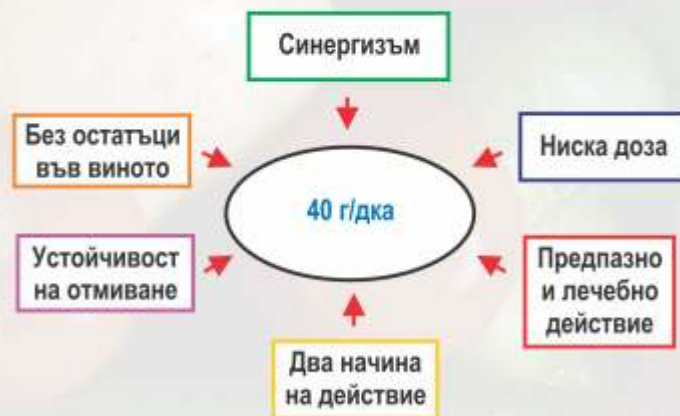 Синергизъм
Без остатъци
във виното
Ниска доза
40 г/дка
Устойчивост
на отмиване
Предпазно
и лечебно
действие
Два начина
на действие